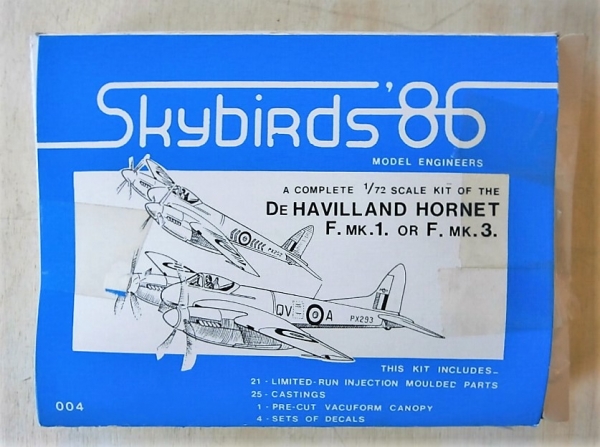 Skybirds '86
MODEL ENGINEERS
A COMPLETE 1/72 SCALE KIT OF THE
DE HAVILLAND HORNET
F. MK.1. OR F. MK.3.
QV A
PX293
THIS KIT INCLUDES_
21 - LIMITED-RUN INJECTION MOULDED PARTS
25 - CASTINGS
1 - PRE-CUT VACUFORM CANOPY
4 - SETS OF DECALS
004